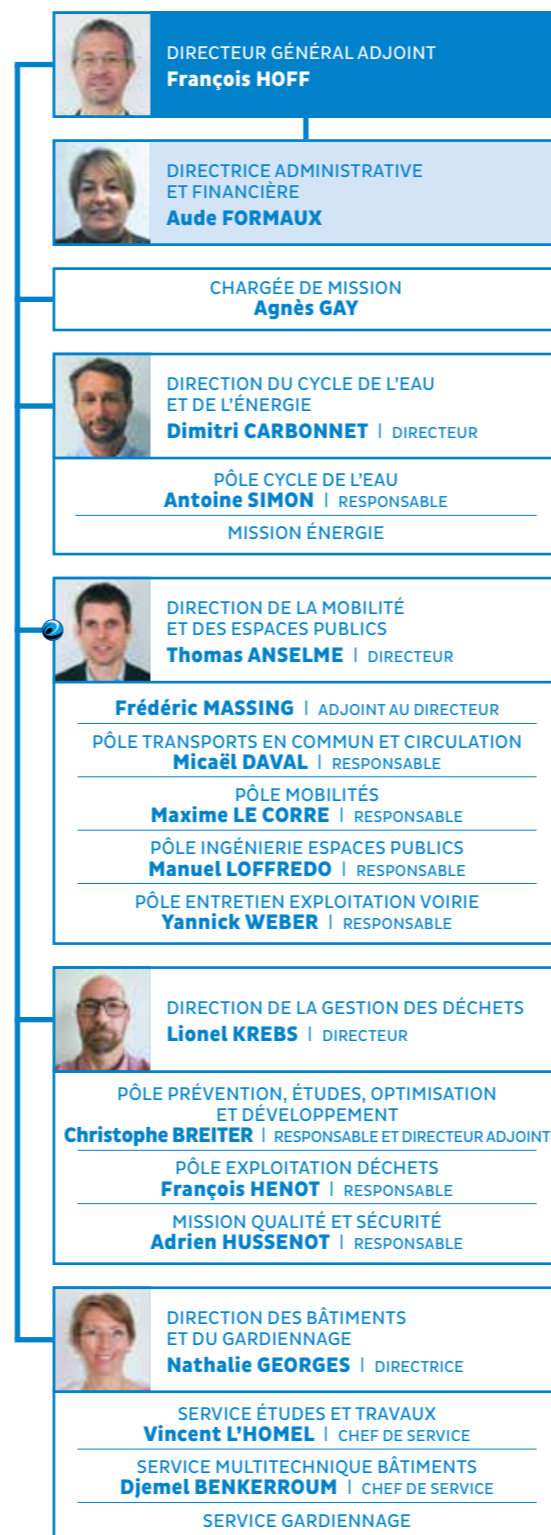 DIRECTEUR GÉNÉRAL ADJOINT
François HOFF
DIRECTRICE ADMINISTRATIVE
ET FINANCIÈRE
Aude FORMAUX
CHARGÉE DE MISSION
Agnès GAY
DIRECTION DU CYCLE DE L'EAU
ET DE L'ÉNERGIE
Dimitri CARBONNET | DIRECTEUR
PÔLE CYCLE DE L'EAU
Antoine SIMON | RESPONSABLE
MISSION ÉNERGIE
DIRECTION DE LA MOBILITÉ
ET DES ESPACES PUBLICS
Thomas ANSELME | DIRECTEUR
Frédéric MASSING | ADJOINT AU DIRECTEUR
PÔLE TRANSPORTS EN COMMUN ET CIRCULATION
Micaël DAVAL | RESPONSABLE
PÔLE MOBILITÉS
Maxime LE CORRE | RESPONSABLE
PÔLE INGÉNIERIE ESPACES PUBLICS
Manuel LOFFREDO | RESPONSABLE
PÔLE ENTRETIEN EXPLOITATION VOIRIE
Yannick WEBER | RESPONSABLE
DIRECTION DE LA GESTION DES DÉCHETS
Lionel KREBS | DIRECTEUR
PÔLE PRÉVENTION, ÉTUDES, OPTIMISATION
ET DÉVELOPPEMENT
Christophe BREITER | RESPONSABLE ET DIRECTEUR ADJOINT
PÔLE EXPLOITATION DÉCHETS
François HENOT | RESPONSABLE
MISSION QUALITÉ ET SÉCURITÉ
Adrien HUSSENOT | RESPONSABLE
DIRECTION DES BÂTIMENTS
ET DU GARDIENNAGE
Nathalie GEORGES | DIRECTRICE
SERVICE ÉTUDES ET TRAVAUX
Vincent L'HOMEL | CHEF DE SERVICE
SERVICE MULTITECHNIQUE BÂTIMENTS
Djemel BENKERROUM | CHEF DE SERVICE
SERVICE GARDIENNAGE